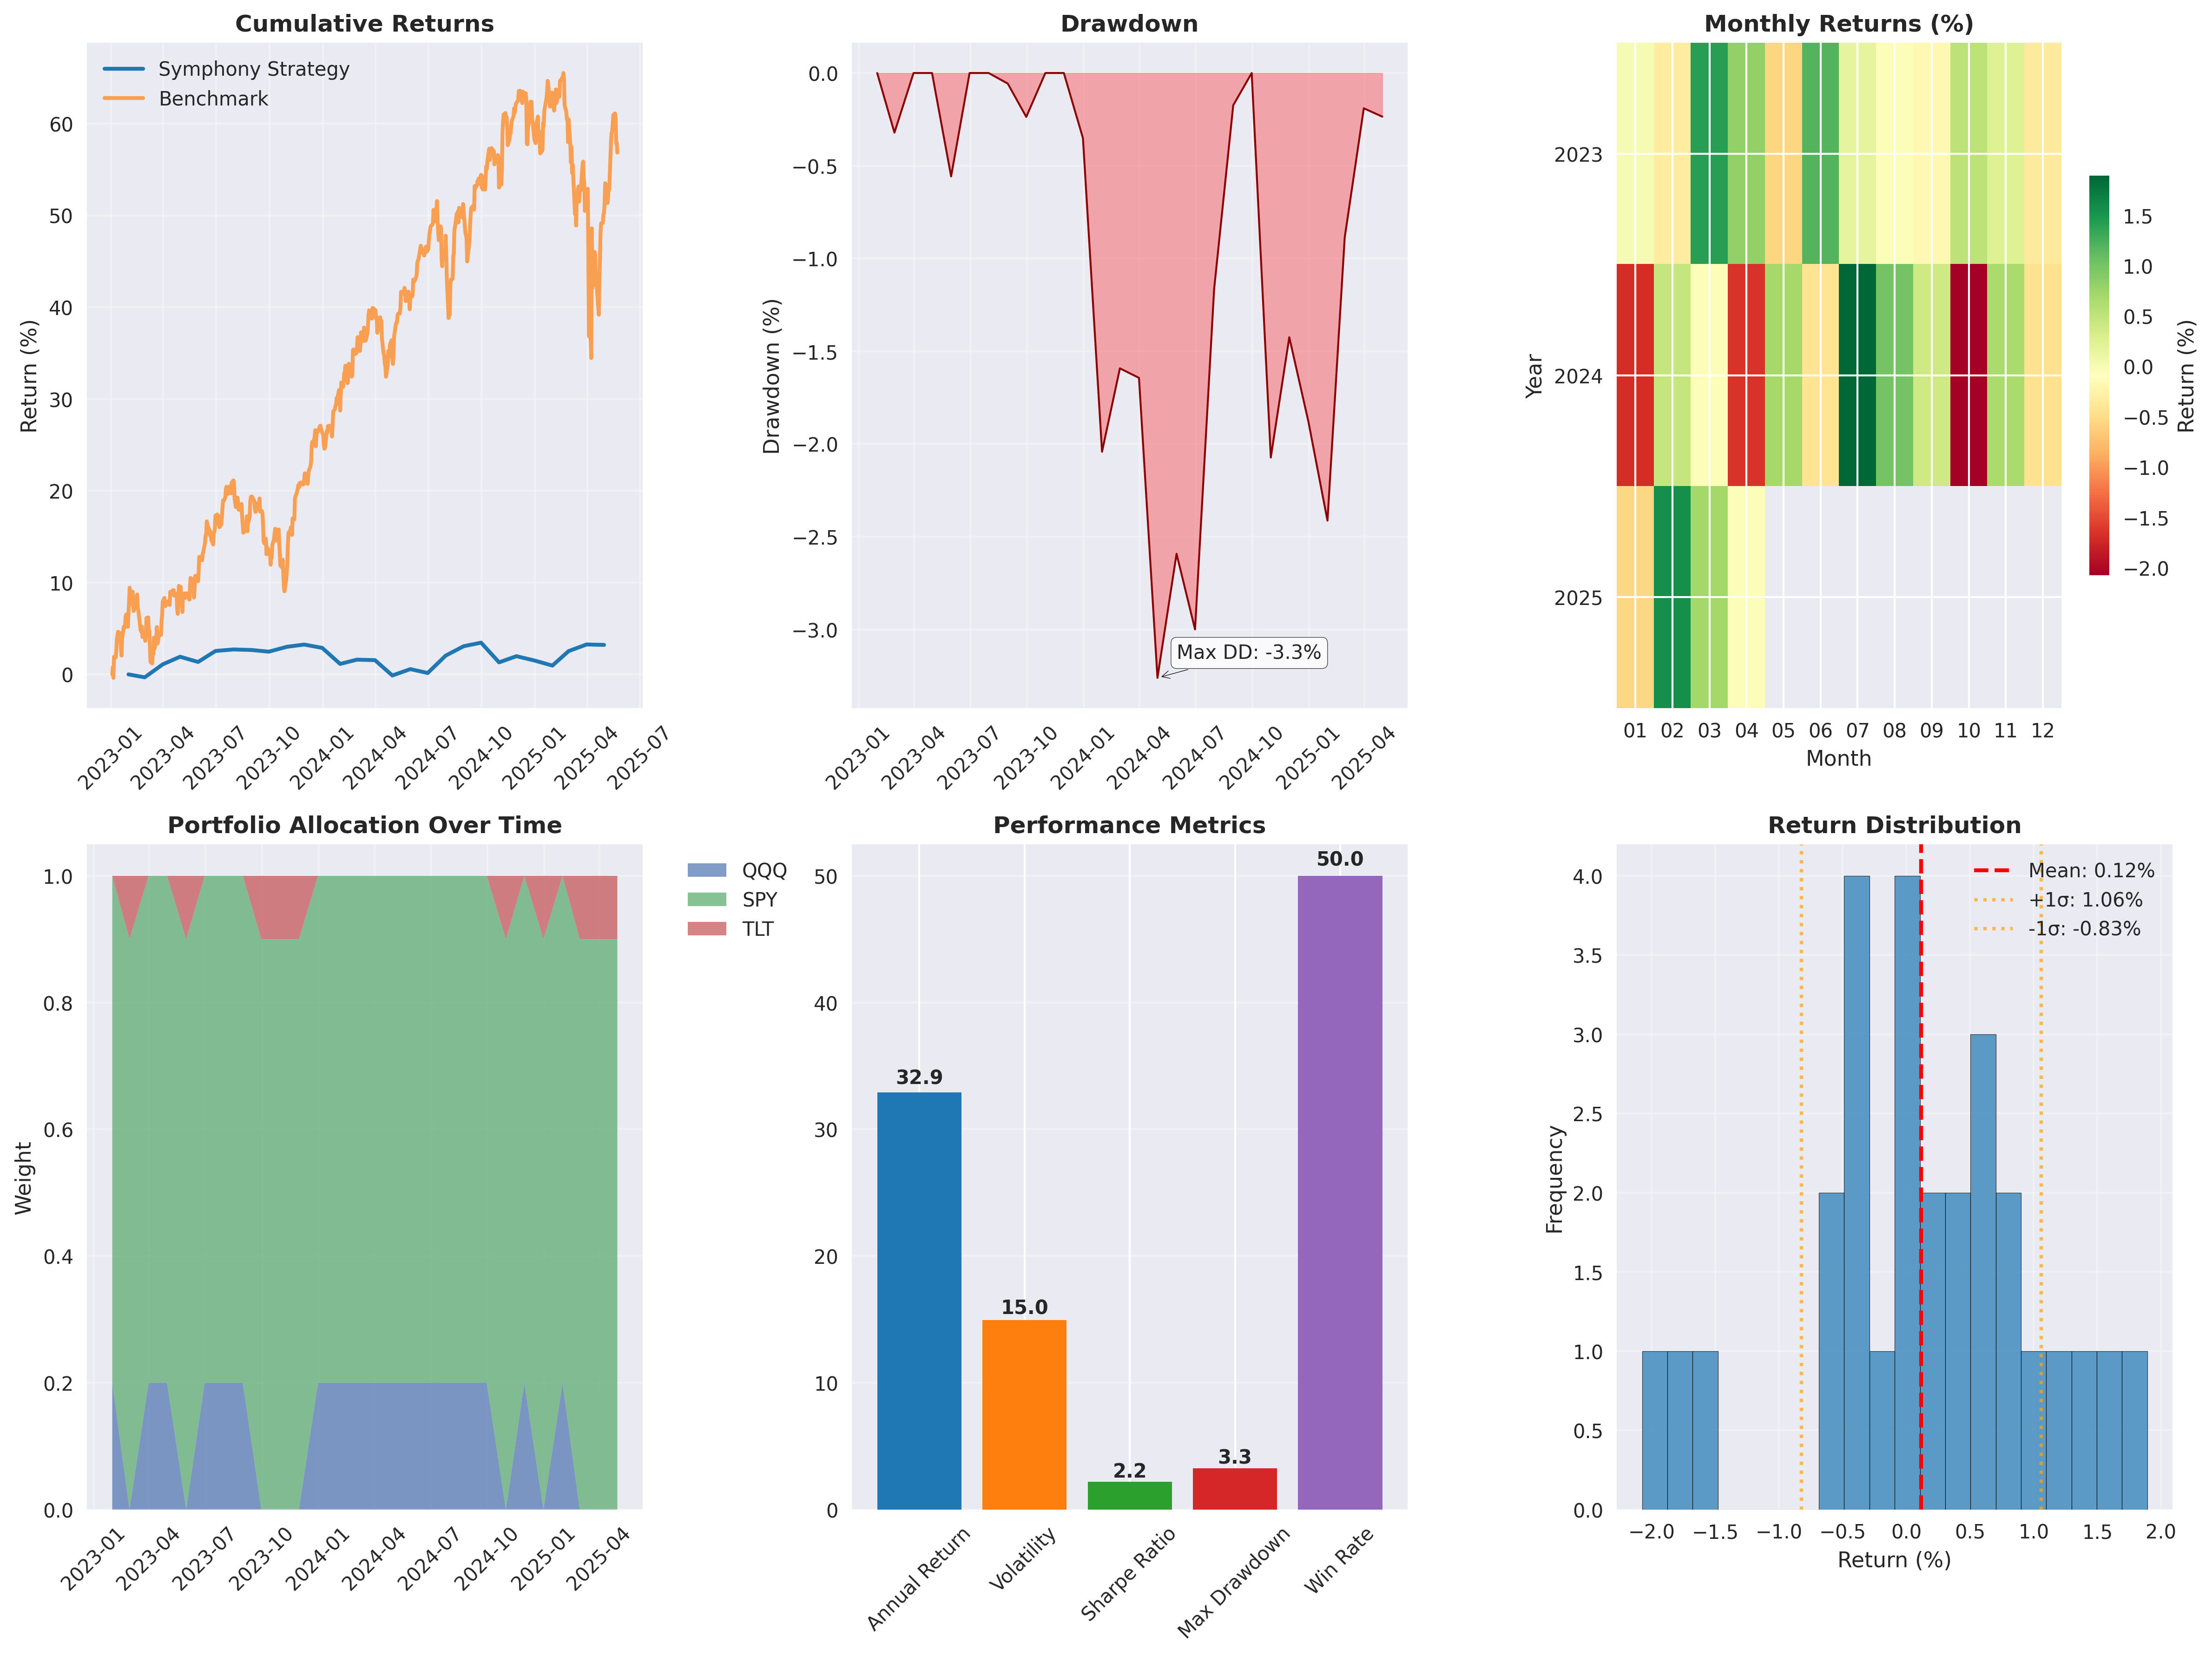 Cumulative Returns
Symphony Strategy
Benchmark
Return (%)
60
50
40
30
20
10
0
2023-01
2023-04
2023-07
2023-10
2024-01
2024-04
2024-07
2024-10
2025-01
2025-04
2025-07
Drawdown
Drawdown (%)
0.0
−0.5
−1.0
−1.5
−2.0
−2.5
−3.0
Max DD: -3.3%
2023-01
2023-04
2023-07
2023-10
2024-01
2024-04
2024-07
2024-10
2025-01
2025-04
Monthly Returns (%)
Year
2023
2024
2025
01 02 03 04 05 06 07 08 09 10 11 12
Month
1.5
1.0
0.5
0.0
−0.5
−1.0
−1.5
−2.0
Return (%)
Portfolio Allocation Over Time
QQQ
SPY
TLT
Weight
1.0
0.8
0.6
0.4
0.2
0.0
2023-01
2023-04
2023-07
2023-10
2024-01
2024-04
2024-07
2024-10
2025-01
2025-04
Performance Metrics
50
40
30
20
10
0
32.9
15.0
2.2
3.3
50.0
Annual Return
Volatility
Sharpe Ratio
Max Drawdown
Win Rate
Return Distribution
Mean: 0.12%
+1σ: 1.06%
-1σ: -0.83%
Frequency
4.0
3.5
3.0
2.5
2.0
1.5
1.0
0.5
0.0
−2.0 −1.5 −1.0 −0.5 0.0 0.5 1.0 1.5 2.0
Return (%)